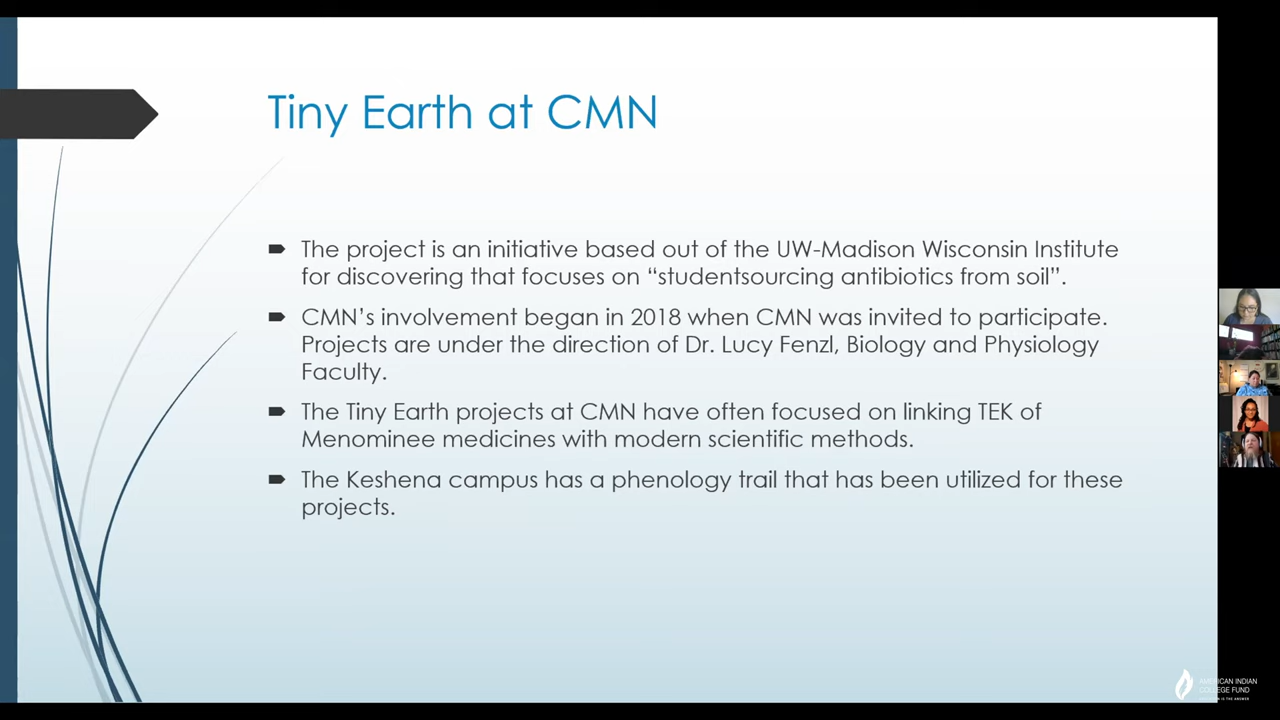 Tiny Earth at CMN
The project is an initiative based out of the UW-Madison Wisconsin Institute
for discovering that focuses on “studentsourcing antibiotics from soil”.
CMN’s involvement began in 2018 when CMN was invited to participate.
Projects are under the direction of Dr. Lucy Fenzl, Biology and Physiology
Faculty.
The Tiny Earth projects at CMN have often focused on linking TEK of
Menominee medicines with modern scientific methods.
The Keshena campus has a phenology trail that has been utilized for these
projects.
AMERICAN INDIAN
COLLEGE FUND